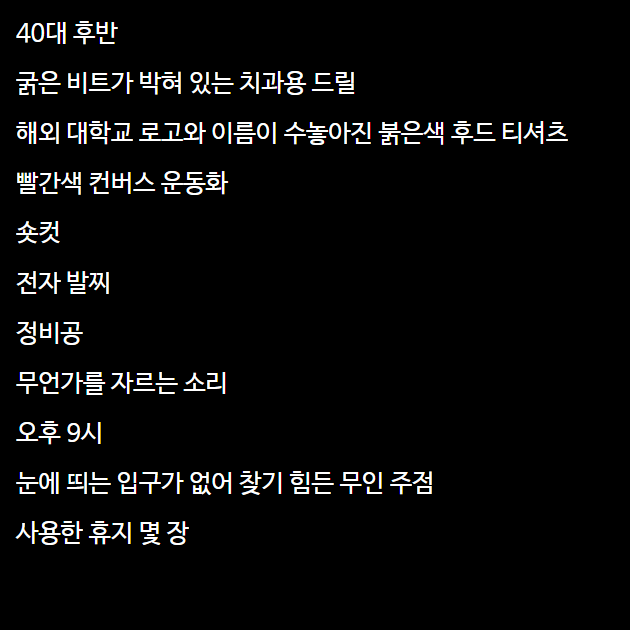 40대 후반
굵은 비트가 박혀 있는 치과용 드릴
해외 대학교 로고와 이름이 수놓아진 붉은색 후드 티셔츠
빨간색 컨버스 운동화
숏컷
전자 발찌
정비공
무언가를 자르는 소리
오후 9시
눈에 띄는 입구가 없어 찾기 힘든 무인 주점
사용한 휴지 몇 장